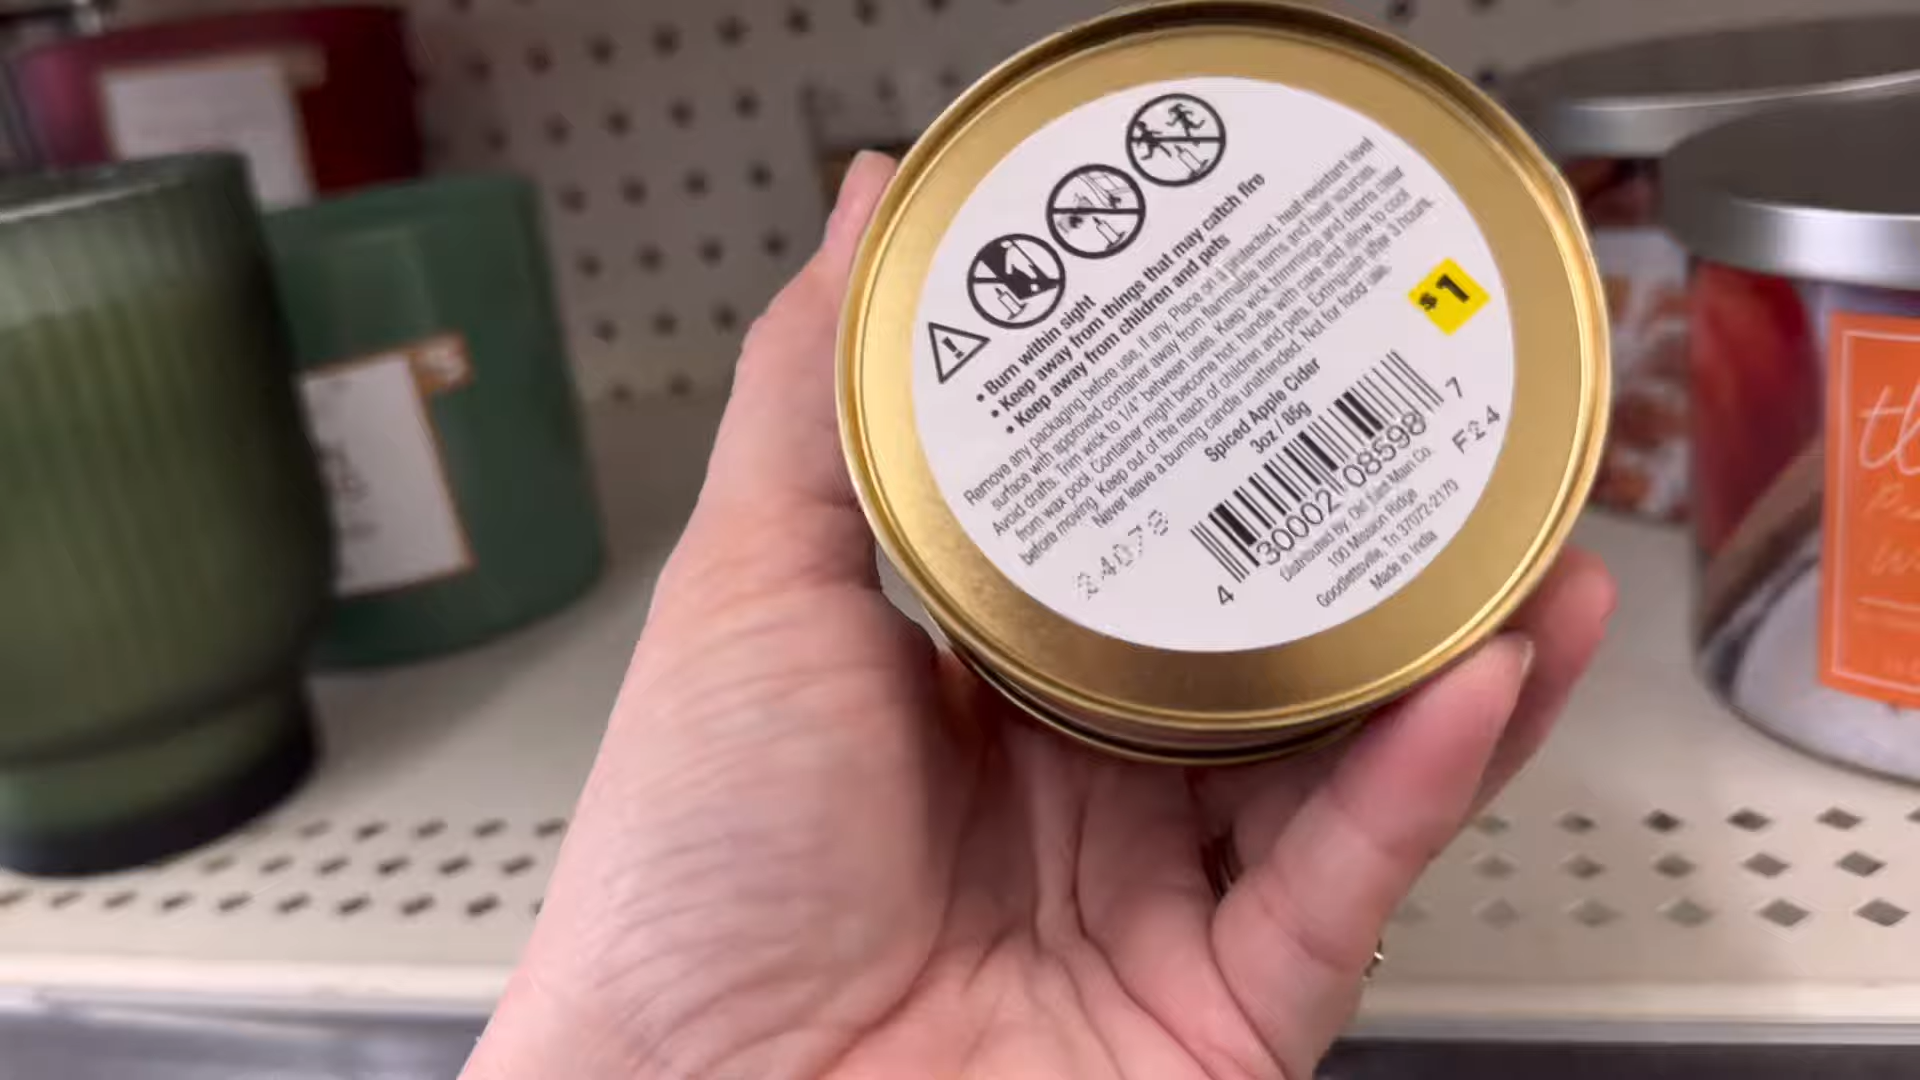 • Burn within sight
• Keep away from things that may catch fire
• Keep away from children and pets
Remove any packaging before use, if any. Place on a protected, heat-resistant level
surface with approved container away from flammable items and heat sources.
Avoid drafts. Trim wick to 1/4" between uses. Keep wick trimmings and debris clear
from wax pool. Container might become hot, handle with care and allow to cool
before moving. Keep out of the reach of children and pets. Extinguish after 3 hours.
Never leave a burning candle unattended. Not for food use.
$1
Spiced Apple Cider
3oz / 85g
4 30002 08598 7
F24
24078
Distributed by: Old East Main Co.
100 Mission Ridge
Goodlettsville, Tn 37072-2170
Made in India